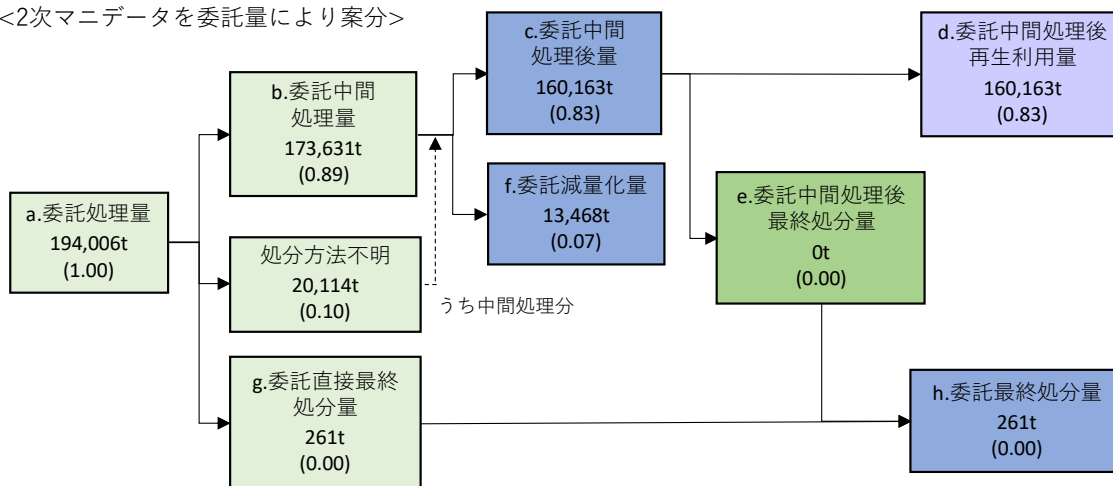 <2次マニデータを委託量により案分>
a.委託処理量
194,006t
(1.00)
b.委託中間
処理量
173,631t
(0.89)
処分方法不明
20,114t
(0.10)
g.委託直接最終
処分量
261t
(0.00)
うち中間処理分
c.委託中間
処理後量
160,163t
(0.83)
f.委託減量化量
13,468t
(0.07)
e.委託中間処理後
最終処分量
0t
(0.00)
d.委託中間処理後
再生利用量
160,163t
(0.83)
h.委託最終処分量
261t
(0.00)